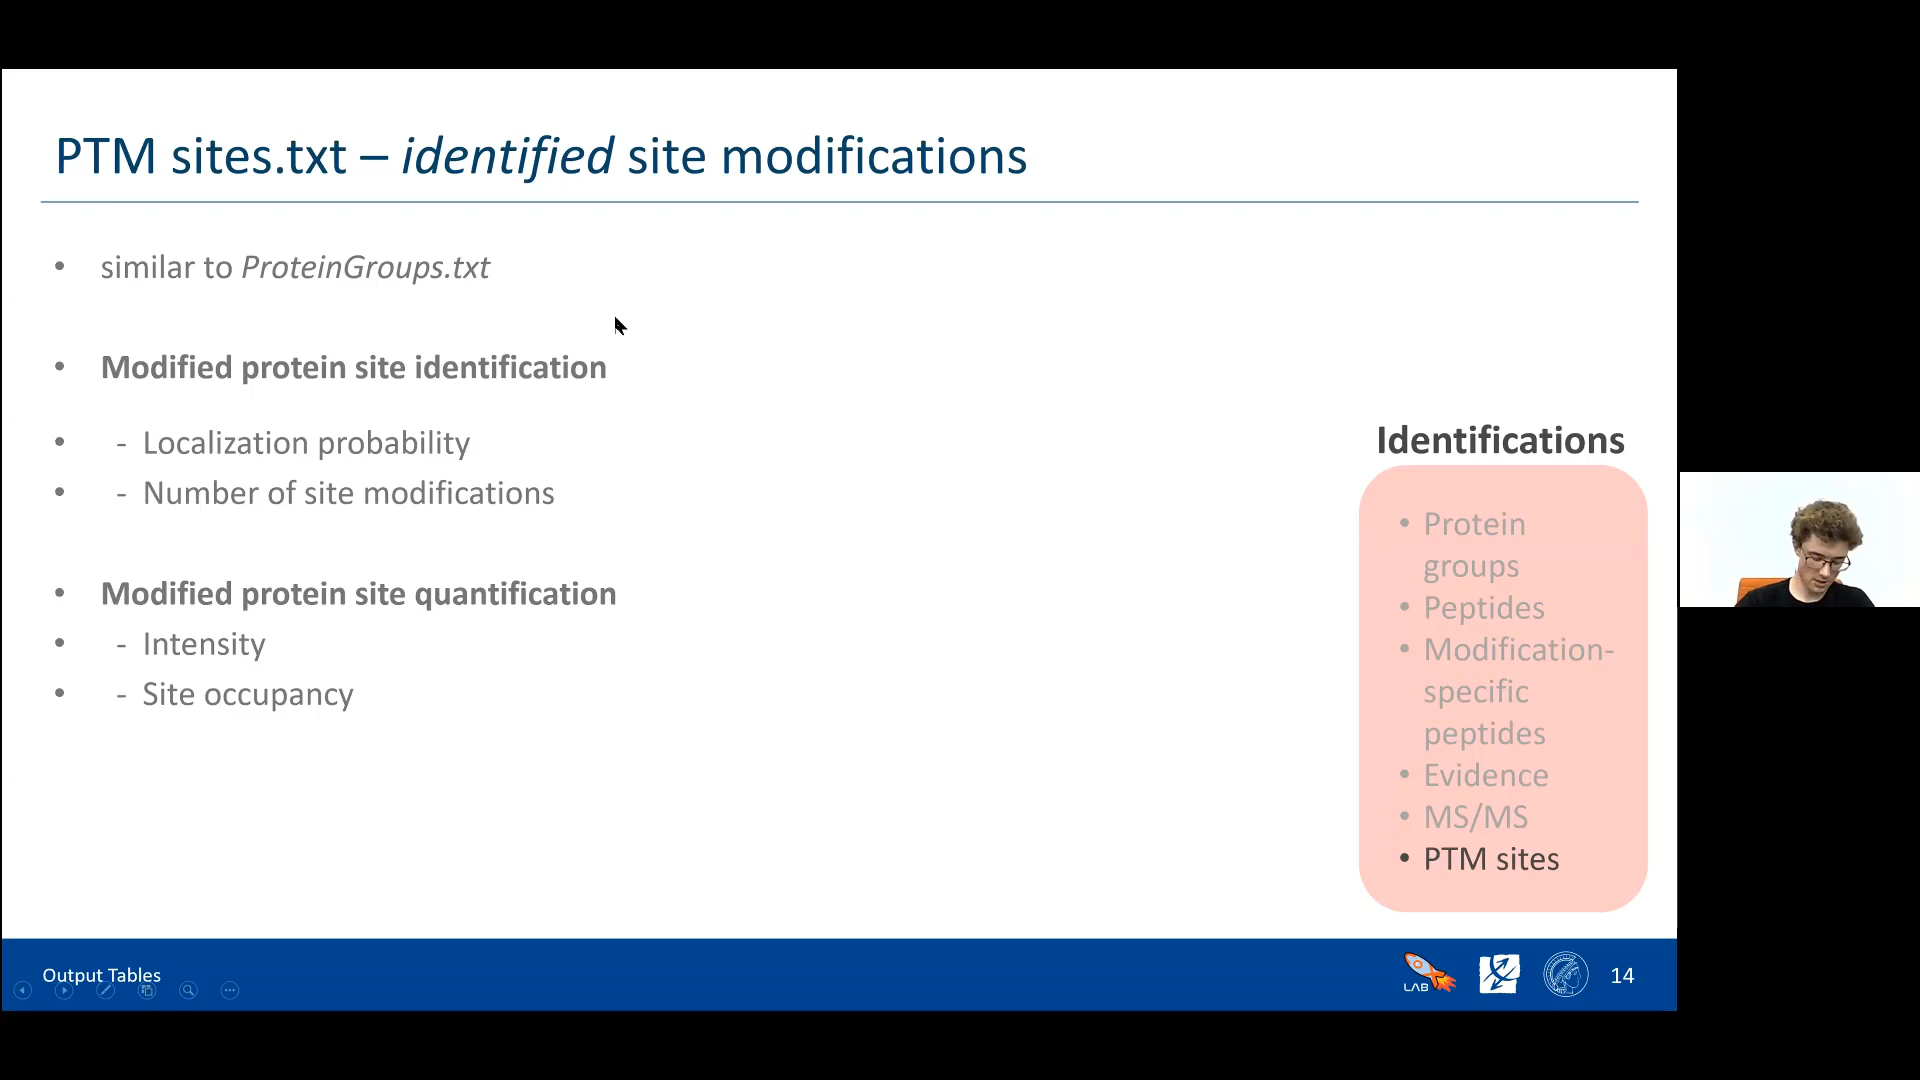 PTM sites.txt – identified site modifications
• similar to ProteinGroups.txt
• Modified protein site identification
• - Localization probability
• - Number of site modifications
• Modified protein site quantification
• - Intensity
• - Site occupancy
Identifications
• Protein
groups
• Peptides
• Modification-
specific
peptides
• Evidence
• MS/MS
• PTM sites
Output Tables
LAB
14